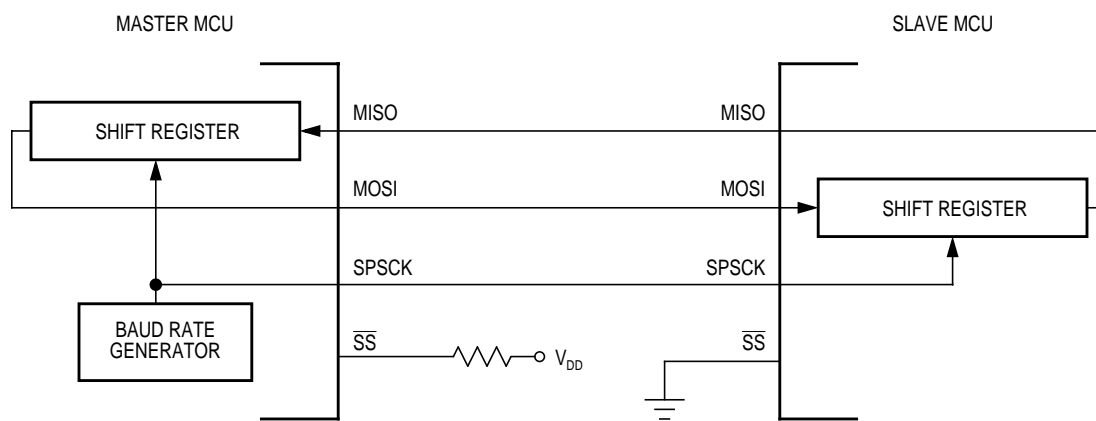 MASTER MCU
SLAVE MCU
SHIFT REGISTER
MISO
MISO
MOSI
MOSI
SHIFT REGISTER
SPSCK
SPSCK
BAUD RATE
GENERATOR
SS
VDD
SS